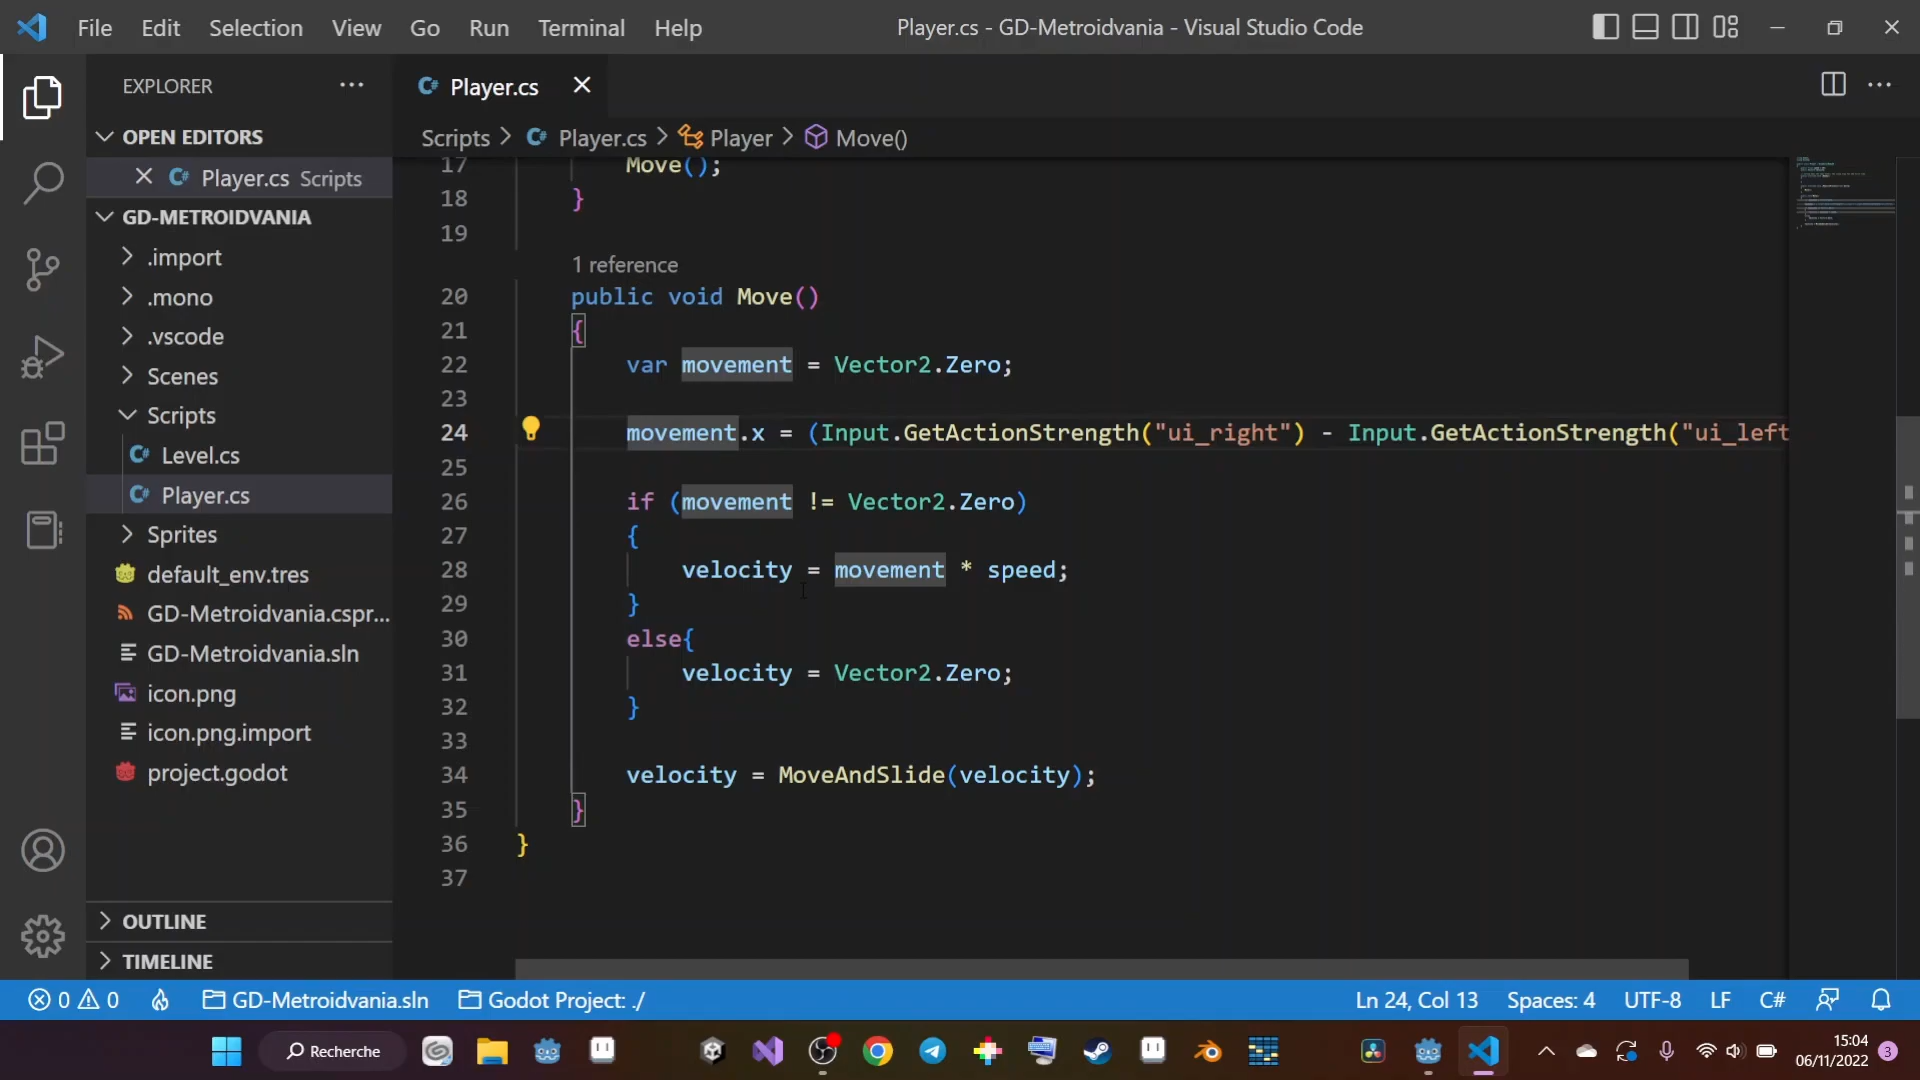 File Edit Selection View Go Run Terminal Help
Player.cs - GD-Metroidvania - Visual Studio Code
EXPLORER
OPEN EDITORS
Player.cs Scripts
GD-METROIDVANIA
.import
.mono
.vscode
Scenes
Scripts
Level.cs
Player.cs
Sprites
default_env.tres
GD-Metroidvania.cspr...
GD-Metroidvania.sln
icon.png
icon.png.import
project.godot
OUTLINE
TIMELINE
Player.cs
Scripts > Player.cs > Player > Move()
17 Move();
18 }
19
1 reference
20 public void Move()
21 {
22 var movement = Vector2.Zero;
23
24 movement.x = (Input.GetActionStrength("ui_right") - Input.GetActionStrength("ui_left
25
26 if (movement != Vector2.Zero)
27 {
28 velocity = movement * speed;
29 }
30 else{
31 velocity = Vector2.Zero;
32 }
33
34 velocity = MoveAndSlide(velocity);
35 }
36 }
37
0 0 GD-Metroidvania.sln Godot Project: ./ Ln 24, Col 13 Spaces: 4 UTF-8 LF C#
Recherche
15:04
06/11/2022
3